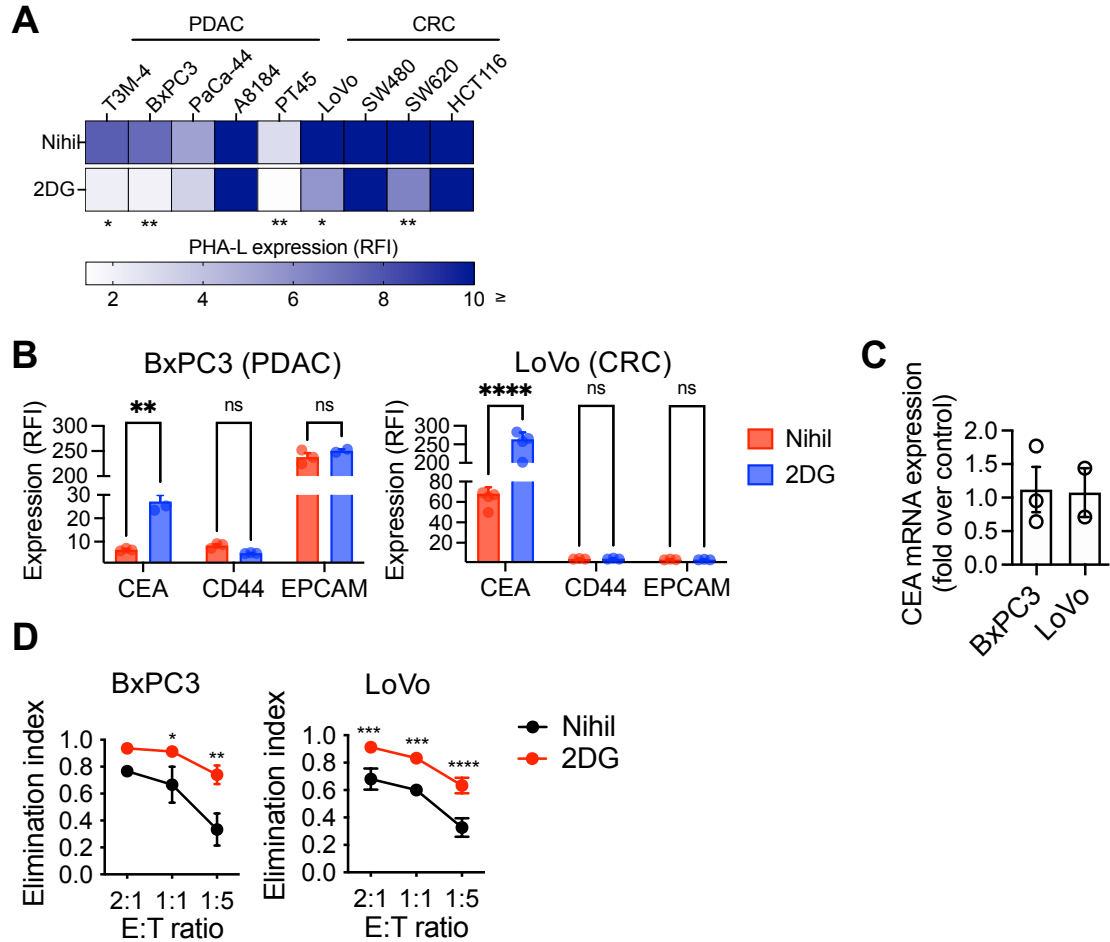 A
PDAC
CRC
T3M-4
BxPC3
PaCa-44
A8184
PT45
LoVo
SW480
SW620
HCT116
Nihil
2DG
* ** ** * **
PHA-L expression (RFI)
2 4 6 8 10 ≥
B
BxPC3 (PDAC)
Expression (RFI)
300
250
200
30
20
10
** ns ns
CEA CD44 EPCAM
LoVo (CRC)
Expression (RFI)
300
250
200
80
60
40
20
**** ns ns
CEA CD44 EPCAM
Nihil
2DG
C
CEA mRNA expression
(fold over control)
2.0
1.5
1.0
0.5
0.0
BxPC3
LoVo
D
BxPC3
Elimination index
1.0
0.8
0.6
0.4
0.2
0.0
* **
2:1 1:1 1:5
E:T ratio
LoVo
Elimination index
1.0
0.8
0.6
0.4
0.2
0.0
*** *** ****
2:1 1:1 1:5
E:T ratio
Nihil
2DG